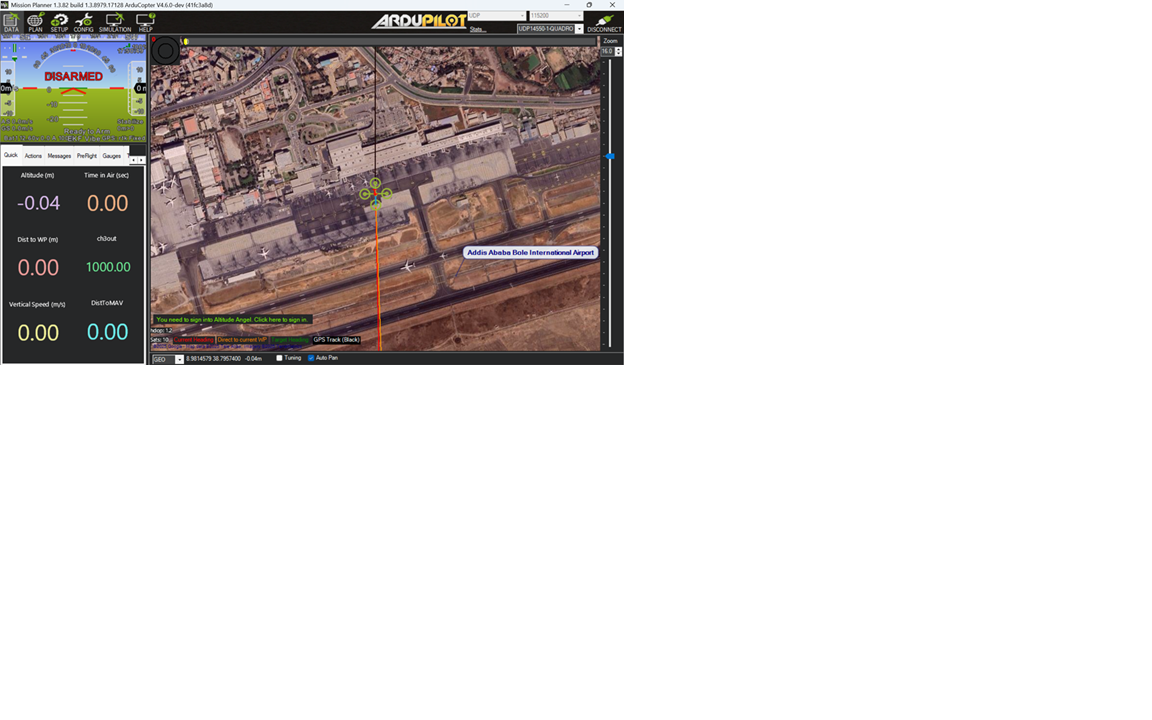 Mission Planner 1.3.82 build 1.3.8979.17128 ArduCopter V4.6.0-dev (41fc3a8d)
DATA PLAN SETUP CONFIG SIMULATION HELP
ARDUPILOT
UDP 115200
Stats...
UDP14550-1-QUADRO
DISCONNECT
DISARMED
Ready to Arm
Quick Actions Messages PreFlight Gauges
Altitude (m) Time in Air (sec)
-0.04 0.00
Dist to WP (m) ch3out
0.00 1000.00
Vertical Speed (m/s) DistToMAV
0.00 0.00
Zoom
16.0
Addis Ababa Bole International Airport
You need to sign into Altitude Angel. Click here to sign in.
hdop: 1.2
Sats: 10 Current Heading Direct to current WP Target Heading GPS Track (Black)
GEO 8.9814579 38.7957400 -0.04m Tuning Auto Pan